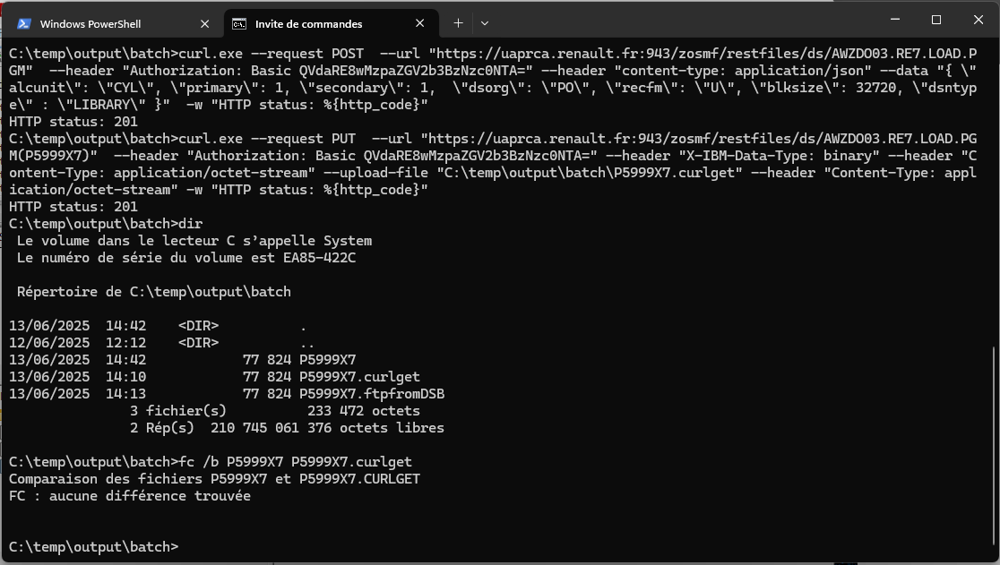 Windows PowerShell
Invite de commandes
C:\temp\output\batch>curl.exe --request POST  --url "https://uaprca.renault.fr:943/zosmf/restfiles/ds/AWZDO03.RE7.LOAD.P
GM"  --header "Authorization: Basic QVdaRE8wMzpaZGV2b3BzNzc0NTA=" --header "content-type: application/json" --data "{ \"
alcunit\": \"CYL\", \"primary\": 1, \"secondary\": 1,  \"dsorg\": \"PO\", \"recfm\": \"U\", \"blksize\": 32720, \"dsntyp
e\" : \"LIBRARY\" }"  -w "HTTP status: %{http_code}"
HTTP status: 201
C:\temp\output\batch>curl.exe --request PUT  --url "https://uaprca.renault.fr:943/zosmf/restfiles/ds/AWZDO03.RE7.LOAD.PG
M(P5999X7)"  --header "Authorization: Basic QVdaRE8wMzpaZGV2b3BzNzc0NTA=" --header "X-IBM-Data-Type: binary" --header "C
ontent-Type: application/octet-stream" --upload-file "C:\temp\output\batch\P5999X7.curlget" --header "Content-Type: appl
ication/octet-stream" -w "HTTP status: %{http_code}"
HTTP status: 201
C:\temp\output\batch>dir
 Le volume dans le lecteur C s’appelle System
 Le numéro de série du volume est EA85-422C
 Répertoire de C:\temp\output\batch
13/06/2025  14:42    <DIR>          .
12/06/2025  12:12    <DIR>          ..
13/06/2025  14:42            77 824 P5999X7
13/06/2025  14:10            77 824 P5999X7.curlget
13/06/2025  14:13            77 824 P5999X7.ftpfromDSB
               3 fichier(s)          233 472 octets
               2 Rép(s)  210 745 061 376 octets libres
C:\temp\output\batch>fc /b P5999X7 P5999X7.curlget
Comparaison des fichiers P5999X7 et P5999X7.CURLGET
FC : aucune différence trouvée
C:\temp\output\batch>